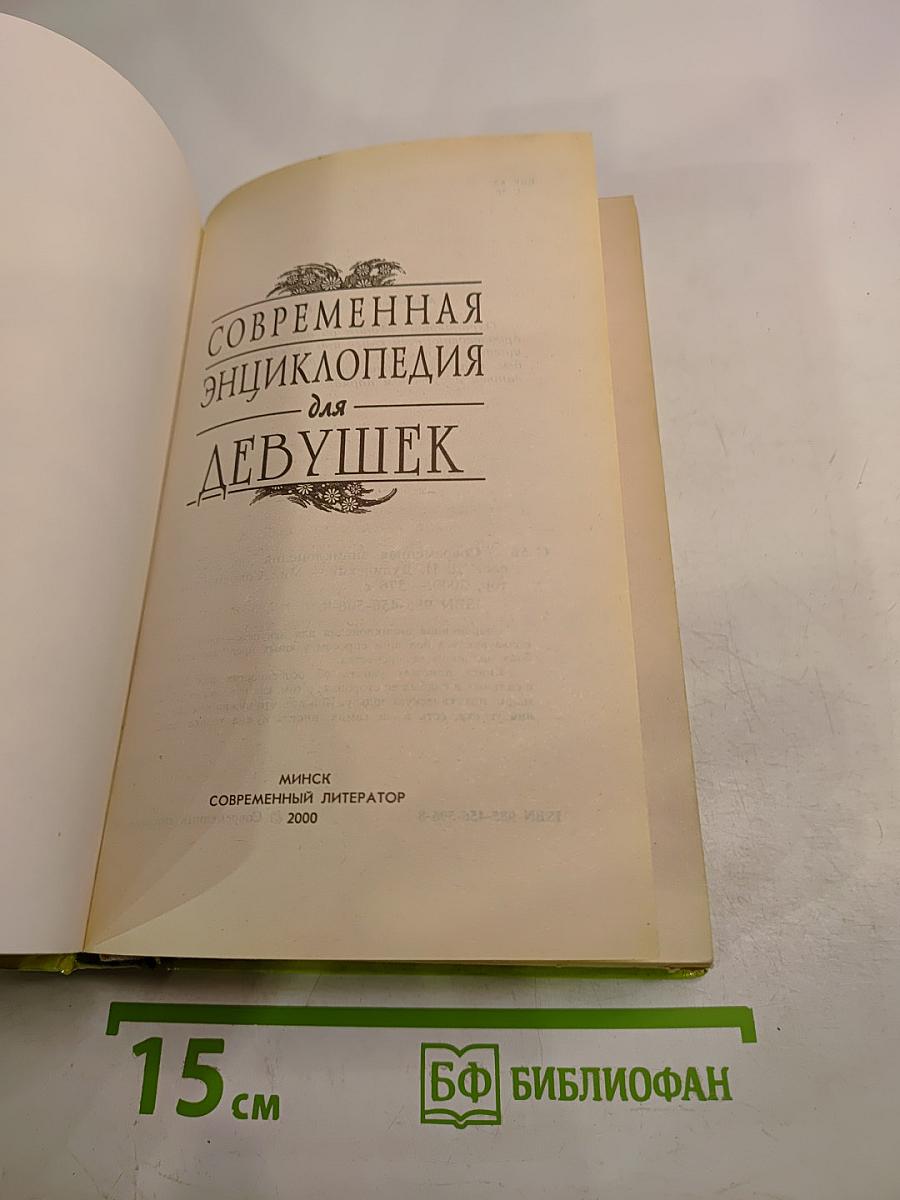 СОВРЕМЕННАЯ
ЭНЦИКЛОПЕДИЯ
для
ДЕВУШЕК
МИНСК
СОВРЕМЕННЫЙ ЛИТЕРАТОР
2000
15 см
БФ БИБЛИОФАН